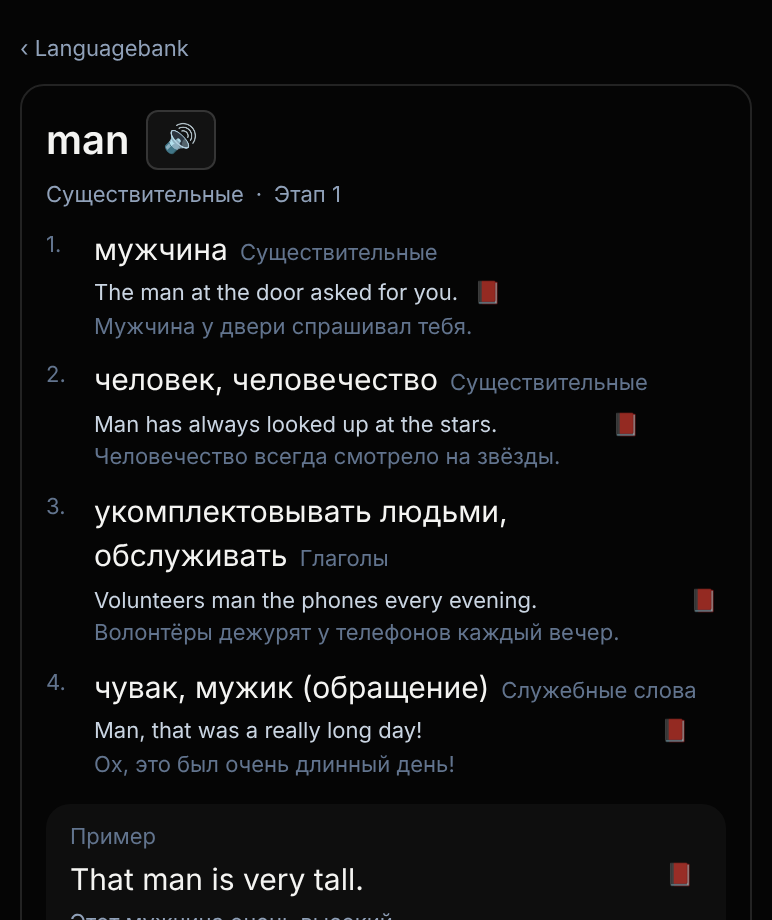 ‹ Languagebank
man
Существительные · Этап 1
1. мужчина Существительные
The man at the door asked for you.
Мужчина у двери спрашивал тебя.
2. человек, человечество Существительные
Man has always looked up at the stars.
Человечество всегда смотрело на звёзды.
3. укомплектовывать людьми,
обслуживать Глаголы
Volunteers man the phones every evening.
Волонтёры дежурят у телефонов каждый вечер.
4. чувак, мужик (обращение) Служебные слова
Man, that was a really long day!
Ох, это был очень длинный день!
Пример
That man is very tall.
Этот мужчина очень высокий.